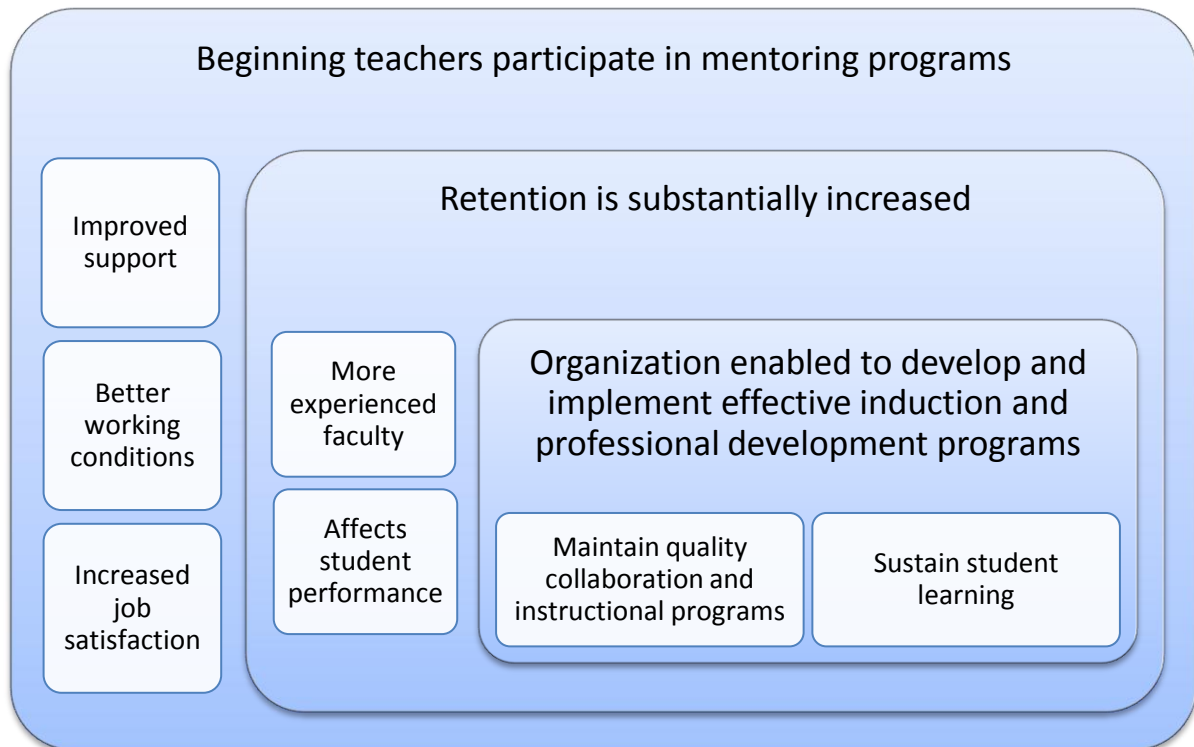 Beginning teachers participate in mentoring programs
Improved
support
Better
working
conditions
Increased
job
satisfaction
Retention is substantially increased
More
experienced
faculty
Affects
student
performance
Organization enabled to develop and
implement effective induction and
professional development programs
Maintain quality
collaboration and
instructional programs
Sustain student
learning